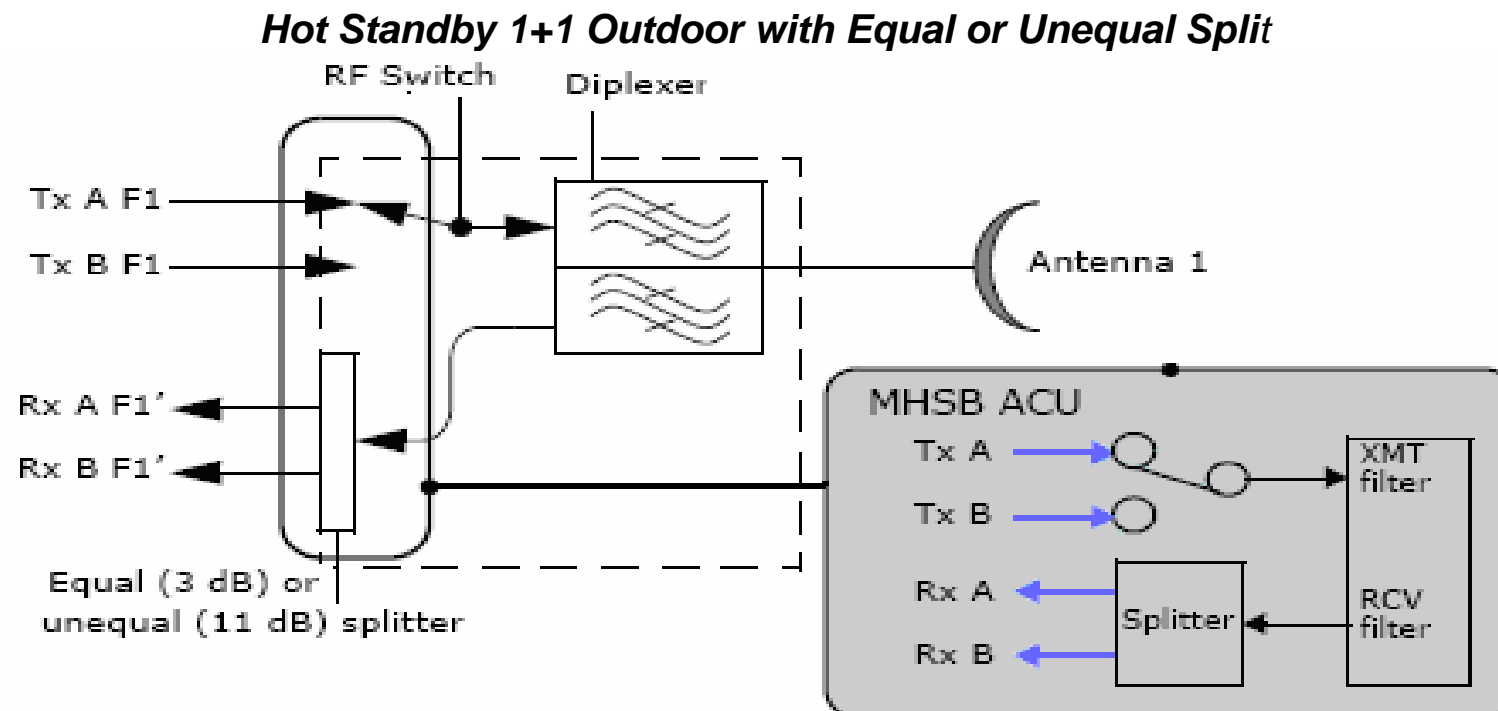 Hot Standby 1+1 Outdoor with Equal or Unequal Split
RF Switch
Diplexer
Tx A F1
Tx B F1
Antenna 1
Rx A F1’
Rx B F1’
Equal (3 dB) or
unequal (11 dB) splitter
MHSB ACU
Tx A
Tx B
XMT
filter
Rx A
Rx B
Splitter
RCV
filter